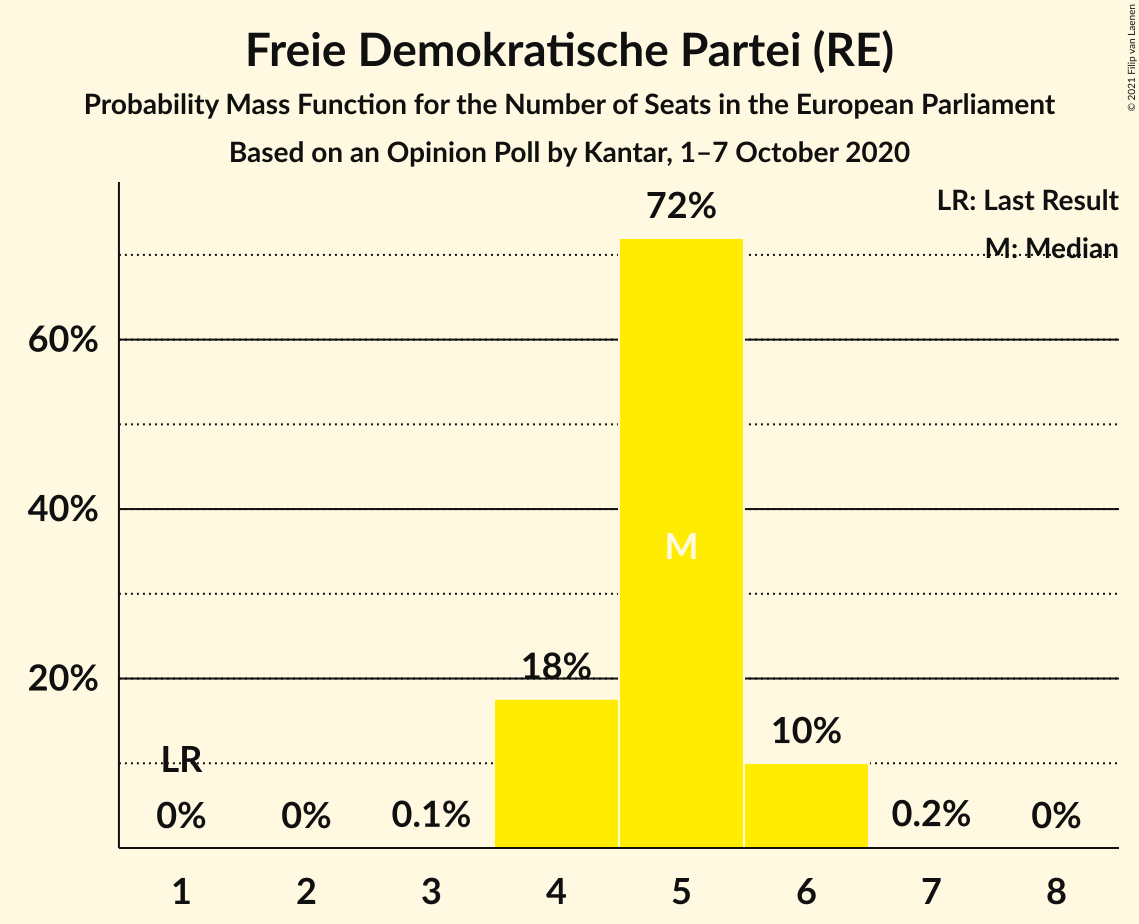 Freie Demokratische Partei (RE)
Probability Mass Function for the Number of Seats in the European Parliament
Based on an Opinion Poll by Kantar, 1–7 October 2020
© 2021 Filip van Laenen
LR: Last Result
M: Median
72%
60%
40%
M
20%
18%
10%
LR
0%
0%
0.1%
0.2%
0%
1 2 3 4 5 6 7 8